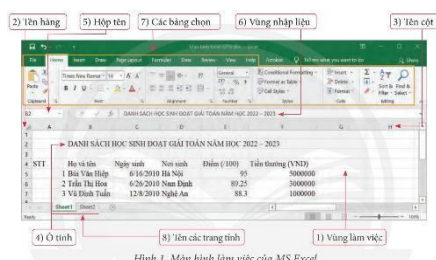 2) Tên hàng
5) Hộp tên
7) Các bảng chọn
6) Vùng nhập liệu
3) Tên cột
File Home Insert Draw Page Layout Formulas Data Review View Help Acrobat Tell me what you want to do Share
Times New Roman 14
General
Conditional Formatting
Insert
Paste
Format as Table
Delete
Sort & Find &
Cell Styles
Format
Filter Select
Clipboard Font Alignment Number Styles Cells Editing
B2 DANH SÁCH HỌC SINH ĐOẠT GIẢI TOÁN NĂM HỌC 2022 - 2023
A B C D E F G H
1
2 DANH SÁCH HỌC SINH ĐOẠT GIẢI TOÁN NĂM HỌC 2022 - 2023
3
4 STT Họ và tên Ngày sinh Nơi sinh Điểm (/100) Tiền thưởng (VND)
5 1 Bùi Văn Hiệp 6/16/2010 Hà Nội 95 5000000
6 2 Trần Thị Hoa 6/26/2010 Nam Định 89.25 3000000
7 3 Vũ Đình Tuấn 12/8/2010 Nghệ An 88.3 1000000
Sheet1 Sheet2
Ready 100%
4) Ô tính
8) Tên các trang tính
1) Vùng làm việc
Hình 1. Màn hình làm việc của MS Excel